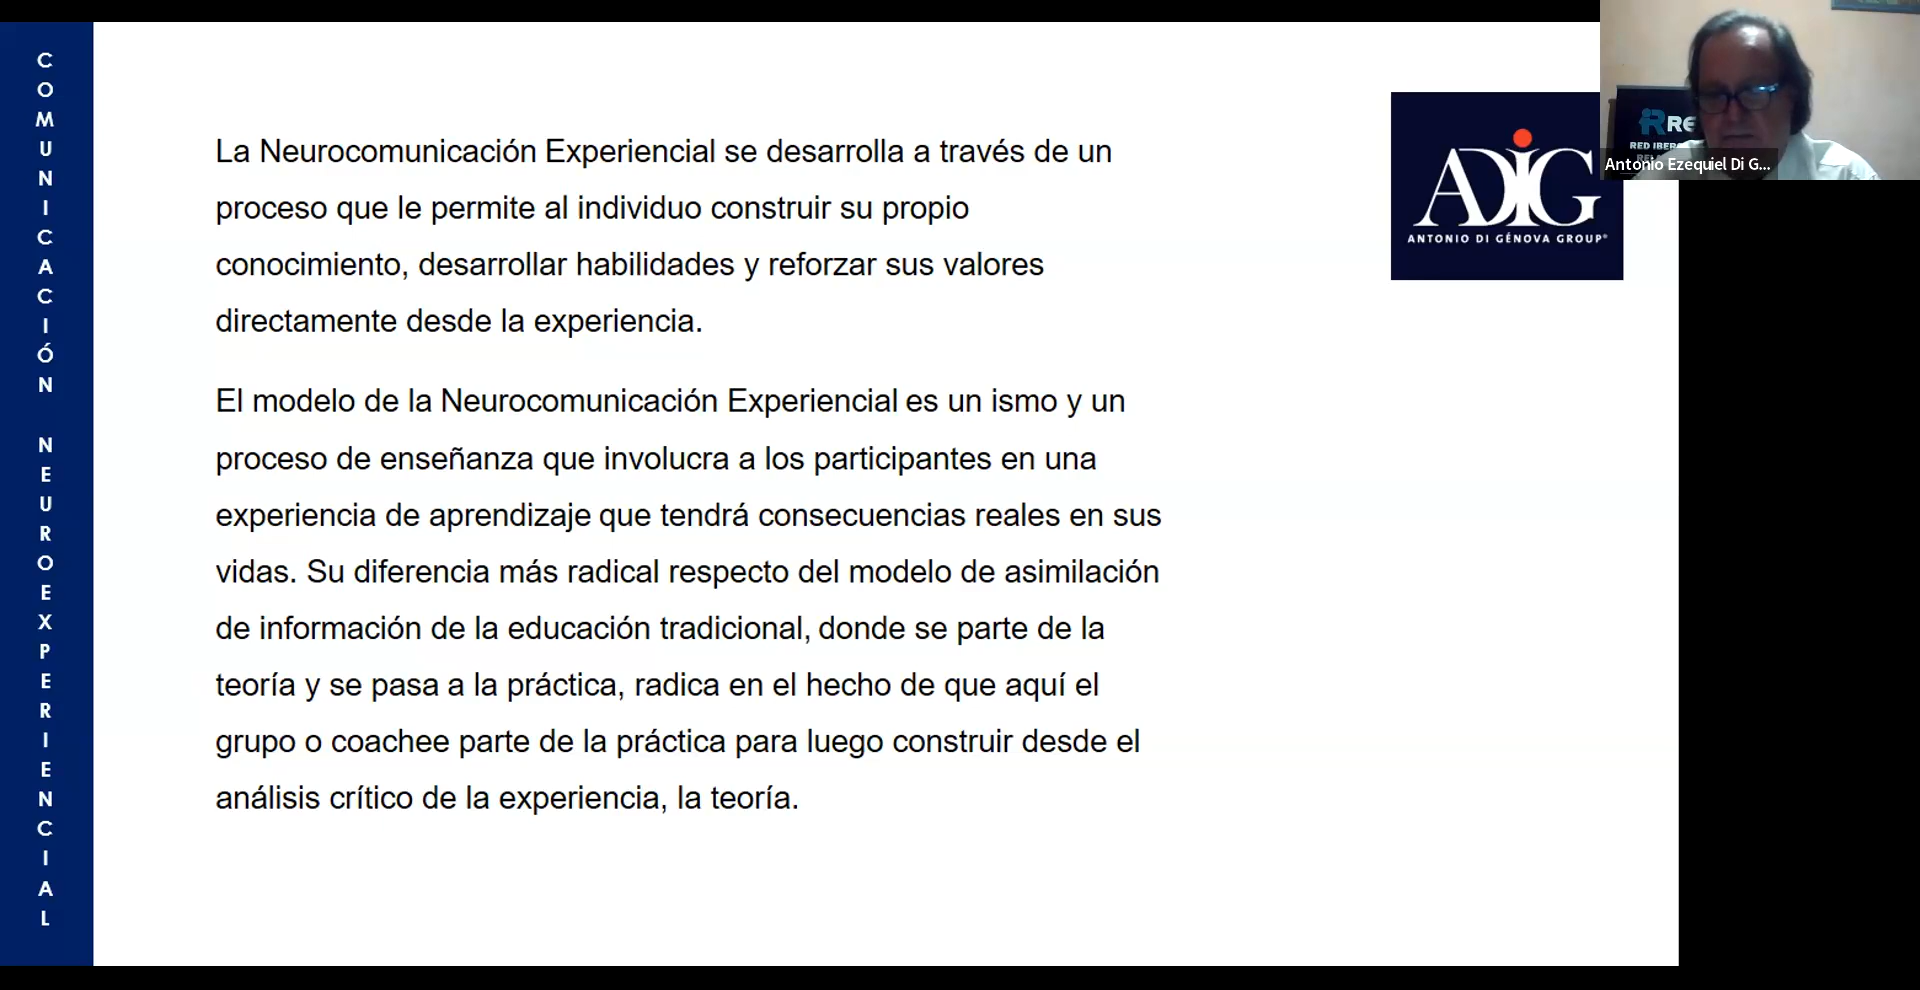 COMUNICACIÓN NEUROEXPERIENCIAL
La Neurocomunicación Experiencial se desarrolla a través de un
proceso que le permite al individuo construir su propio
conocimiento, desarrollar habilidades y reforzar sus valores
directamente desde la experiencia.
El modelo de la Neurocomunicación Experiencial es un ismo y un
proceso de enseñanza que involucra a los participantes en una
experiencia de aprendizaje que tendrá consecuencias reales en sus
vidas. Su diferencia más radical respecto del modelo de asimilación
de información de la educación tradicional, donde se parte de la
teoría y se pasa a la práctica, radica en el hecho de que aquí el
grupo o coachee parte de la práctica para luego construir desde el
análisis crítico de la experiencia, la teoría.
ADiG
ANTONIO DI GÉNOVA GROUP®
RED
Antonio Ezequiel Di G...